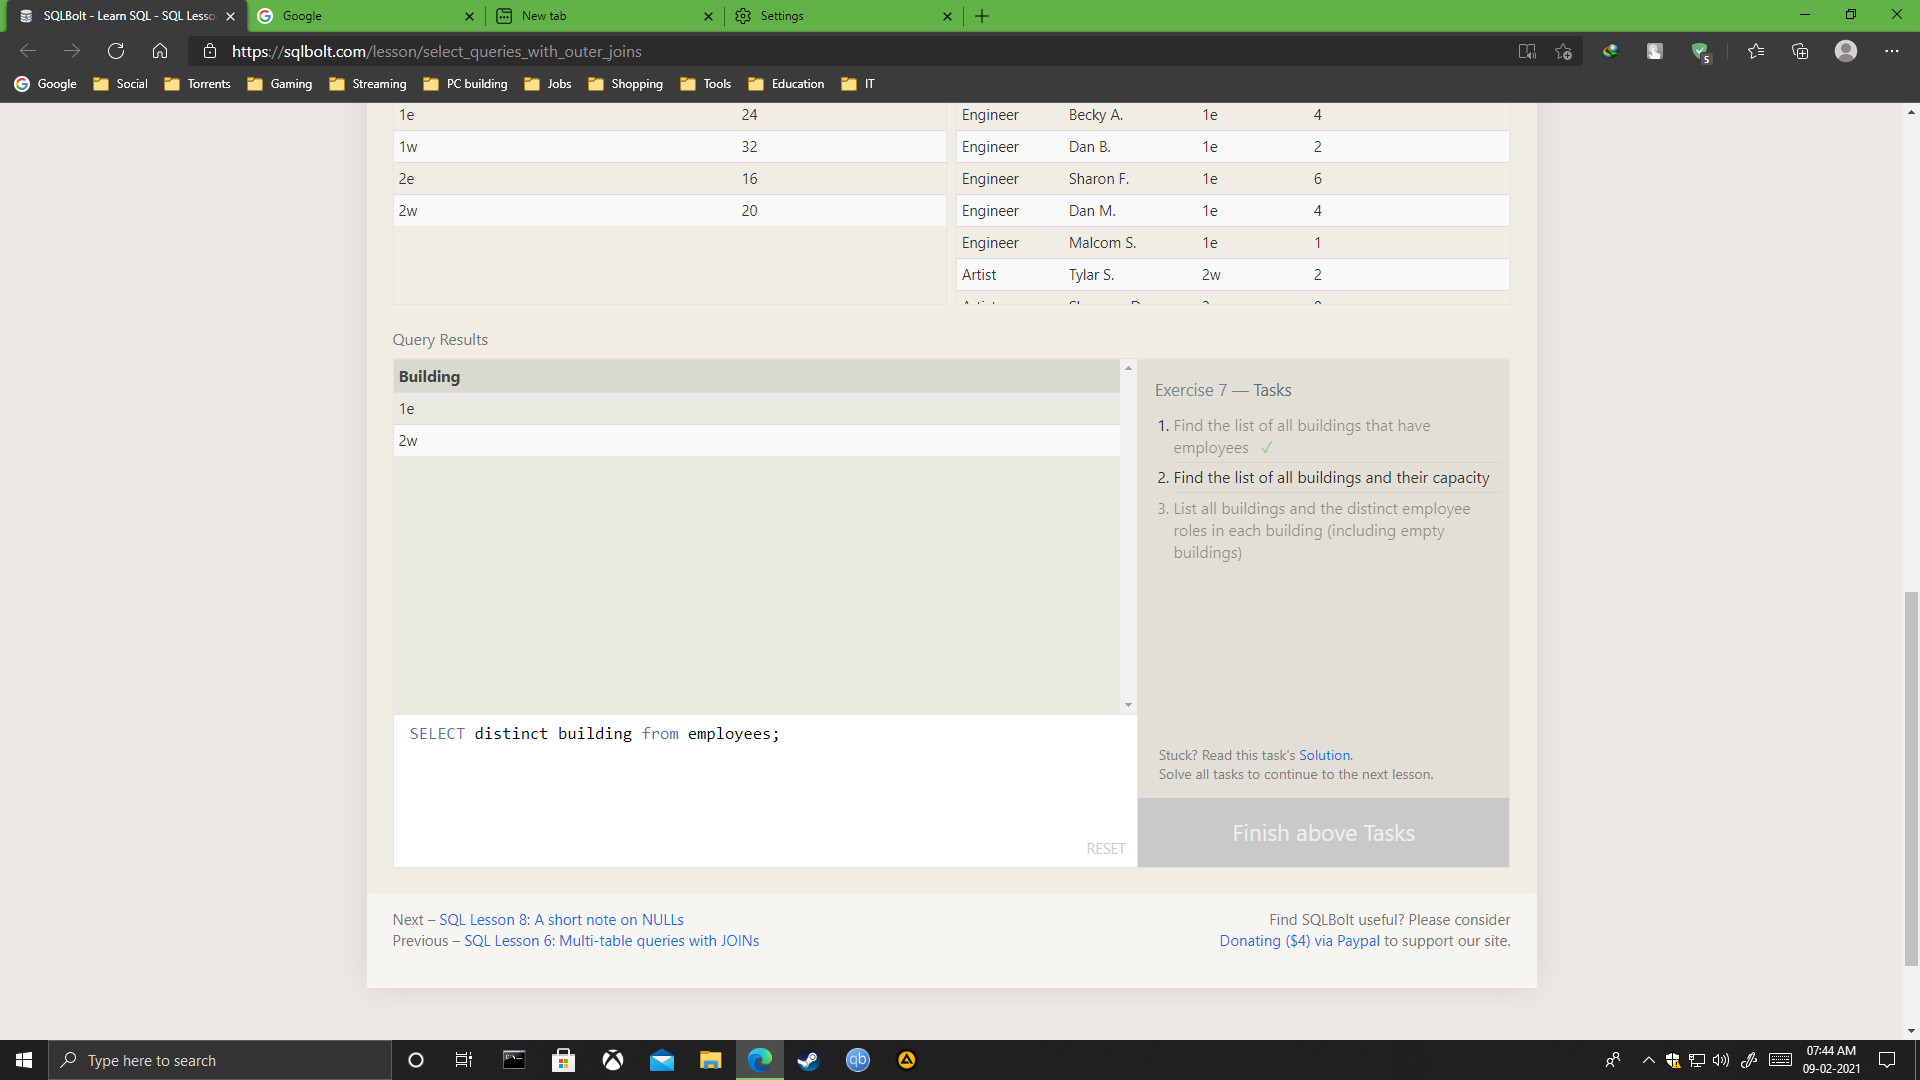 SQLBolt - Learn SQL - SQL Lesso
Google
New tab
Settings
https://sqlbolt.com/lesson/select_queries_with_outer_joins
5
Google Social Torrents Gaming Streaming PC building Jobs Shopping Tools Education IT
1e 24
1w 32
2e 16
2w 20
Engineer Becky A. 1e 4
Engineer Dan B. 1e 2
Engineer Sharon F. 1e 6
Engineer Dan M. 1e 4
Engineer Malcom S. 1e 1
Artist Tylar S. 2w 2
Query Results
Building
1e
2w
SELECT distinct building from employees;
RESET
Exercise 7 — Tasks
1. Find the list of all buildings that have
employees ✓
2. Find the list of all buildings and their capacity
3. List all buildings and the distinct employee
roles in each building (including empty
buildings)
Stuck? Read this task's Solution.
Solve all tasks to continue to the next lesson.
Finish above Tasks
Next – SQL Lesson 8: A short note on NULLs
Previous – SQL Lesson 6: Multi-table queries with JOINs
Find SQLBolt useful? Please consider
Donating ($4) via Paypal to support our site.
Type here to search
qb
07:44 AM
09-02-2021